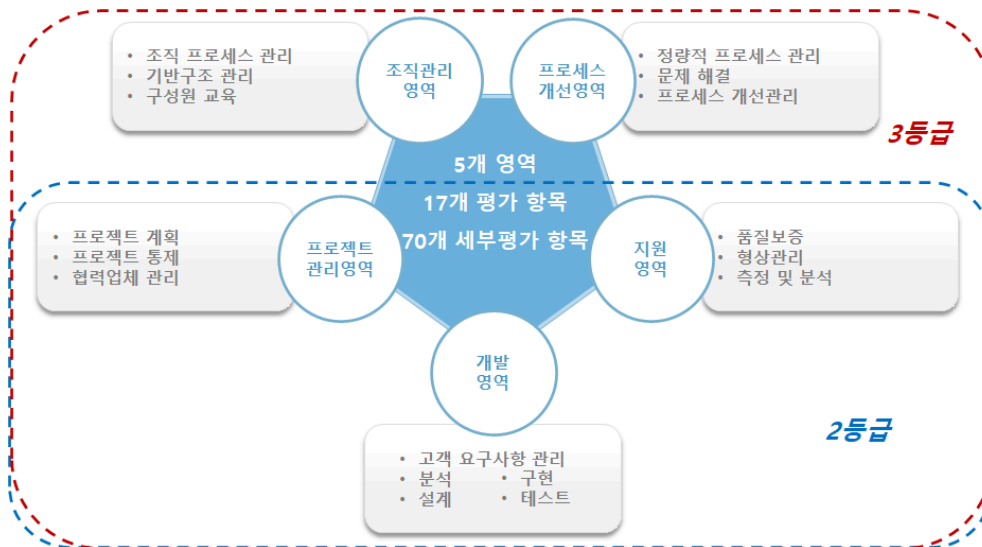 • 조직 프로세스 관리
• 기반구조 관리
• 구성원 교육
조직관리
영역
프로세스
개선영역
• 정량적 프로세스 관리
• 문제 해결
• 프로세스 개선관리
3등급
5개 영역
17개 평가 항목
70개 세부평가 항목
• 프로젝트 계획
• 프로젝트 통제
• 협력업체 관리
프로젝트
관리영역
지원
영역
• 품질보증
• 형상관리
• 측정 및 분석
개발
영역
2등급
• 고객 요구사항 관리
• 분석 • 구현
• 설계 • 테스트